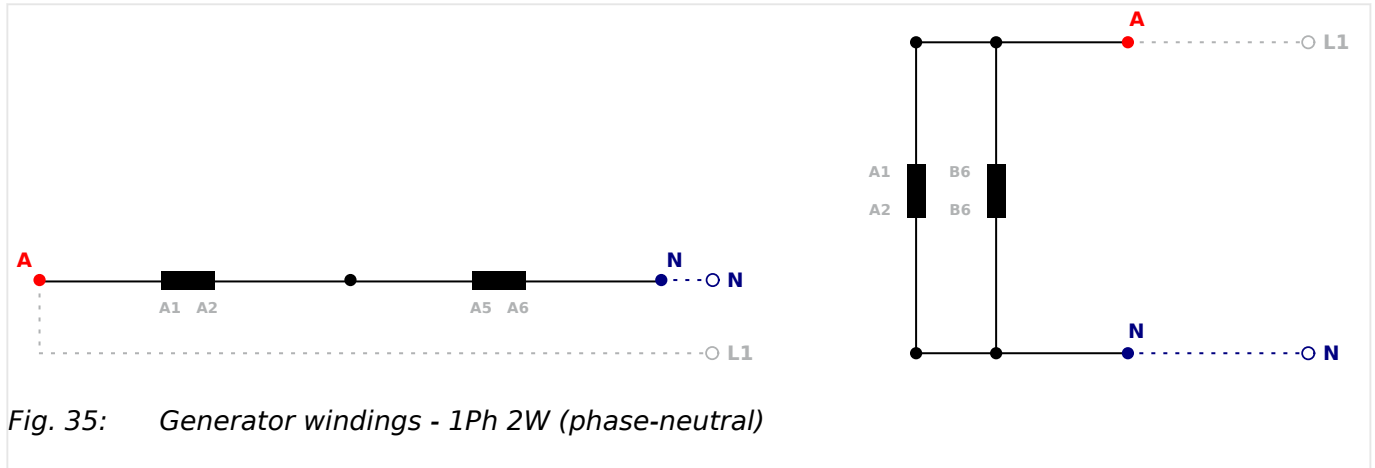 A
L1
A1 B6
A2 B6
A
N
N
A1 A2
A5 A6
N
N
L1
Fig. 35: Generator windings - 1Ph 2W (phase-neutral)